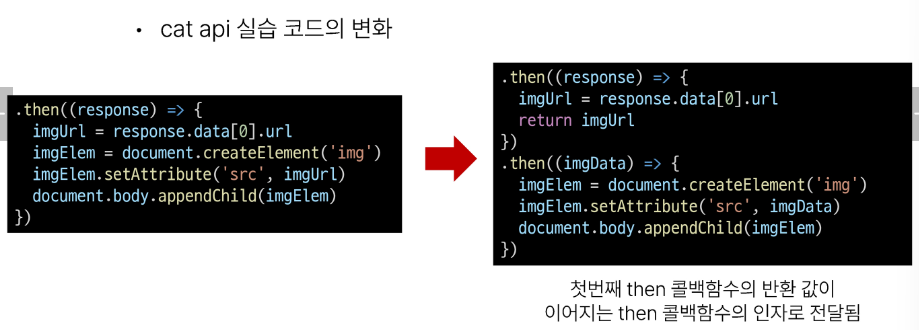 • cat api 실습 코드의 변화
.then((response) => {
  imgUrl = response.data[0].url
  imgElem = document.createElement('img')
  imgElem.setAttribute('src', imgUrl)
  document.body.appendChild(imgElem)
})
.then((response) => {
  imgUrl = response.data[0].url
  return imgUrl
})
.then((imgData) => {
  imgElem = document.createElement('img')
  imgElem.setAttribute('src', imgData)
  document.body.appendChild(imgElem)
})
첫번째 then 콜백함수의 반환 값이
이어지는 then 콜백함수의 인자로 전달됨